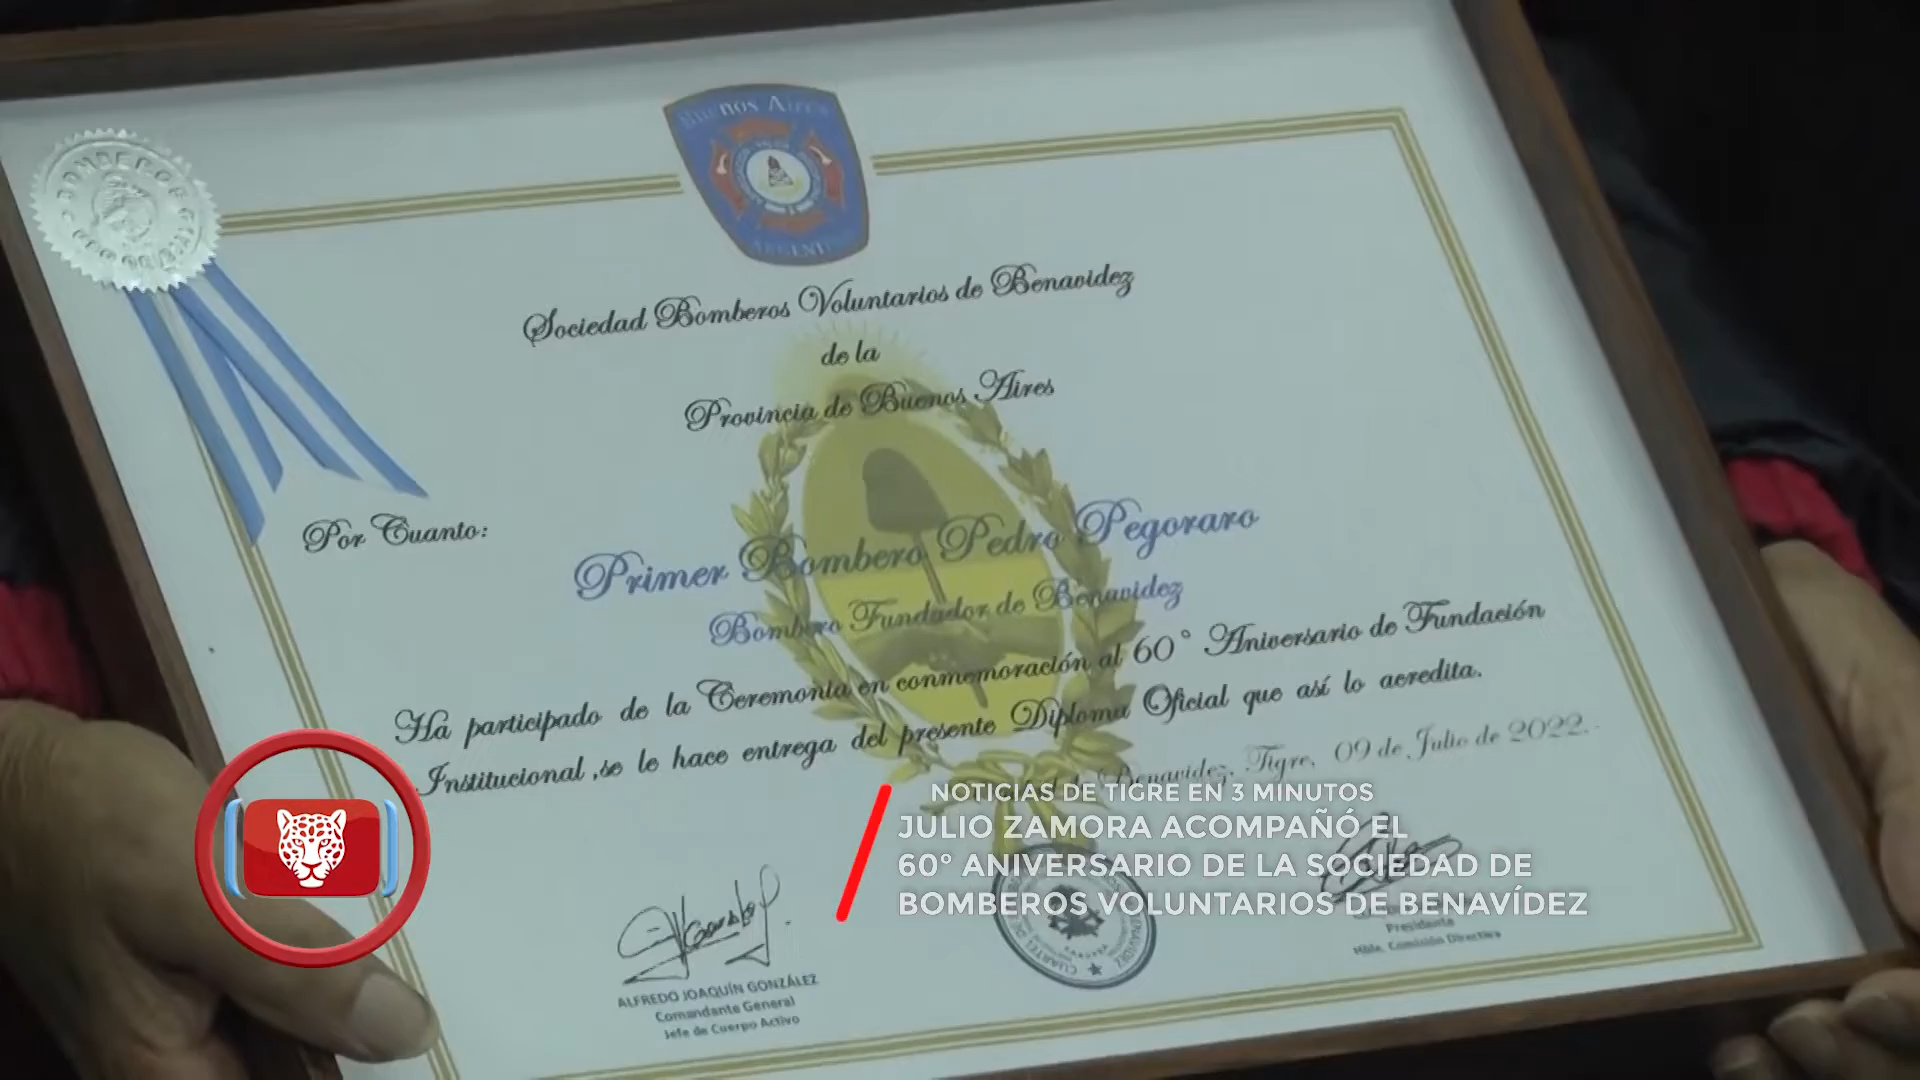 Buenos Aires
BOMBEROS
Sociedad Bomberos Voluntarios de Benavidez
de la
Provincia de Buenos Aires
Por Cuanto:
Primer Bombero Pedro Pegoraro
Bombero Fundador de Benavidez
Ha participado de la Ceremonia en conmemoración al 60° Aniversario de Fundación
Institucional ,se le hace entrega del presente Diploma Oficial que así lo acredita.
de Benavidez, Tigre, 09 de Julio de 2022.
NOTICIAS DE TIGRE EN 3 MINUTOS
JULIO ZAMORA ACOMPAÑÓ EL
60° ANIVERSARIO DE LA SOCIEDAD DE
BOMBEROS VOLUNTARIOS DE BENAVÍDEZ
ALFREDO JOAQUÍN GONZÁLEZ
Comandante General
Jefe de Cuerpo Activo
Presidente
Hble. Comisión Directiva